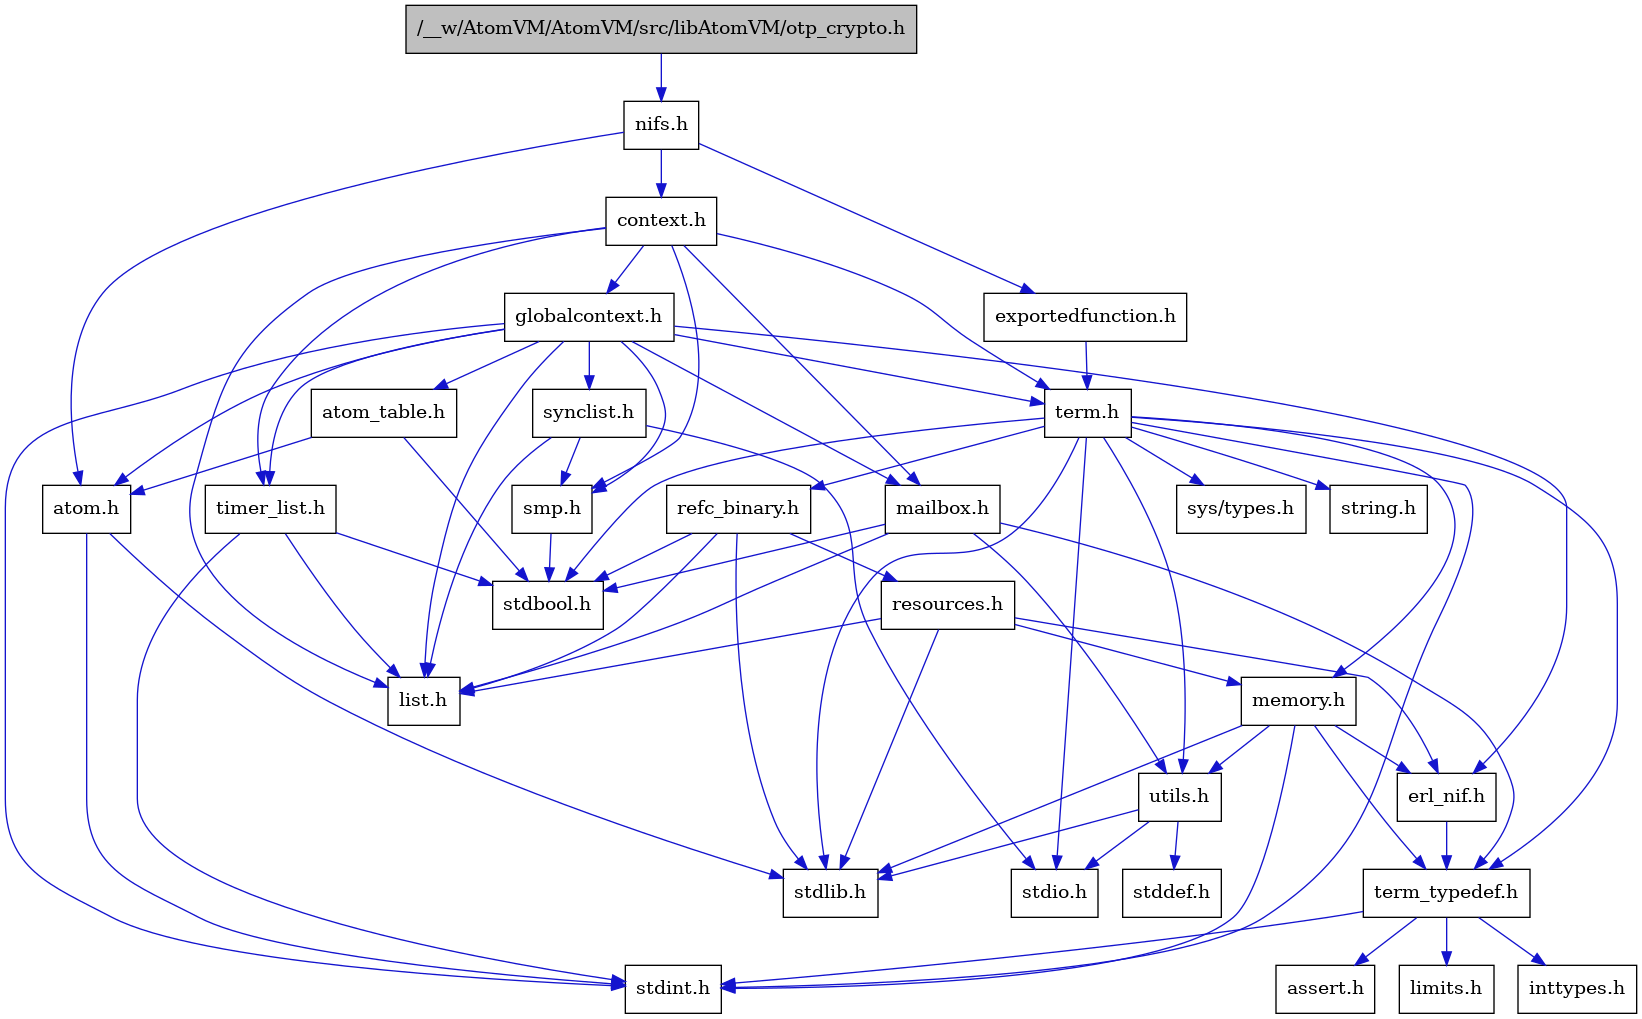 /__w/AtomVM/AtomVM/src/libAtomVM/otp_crypto.h
nifs.h
context.h
globalcontext.h
exportedfunction.h
atom_table.h
synclist.h
term.h
atom.h
timer_list.h
smp.h
refc_binary.h
mailbox.h
sys/types.h
string.h
stdbool.h
resources.h
list.h
memory.h
utils.h
erl_nif.h
stdlib.h
stdio.h
stddef.h
term_typedef.h
stdint.h
assert.h
limits.h
inttypes.h